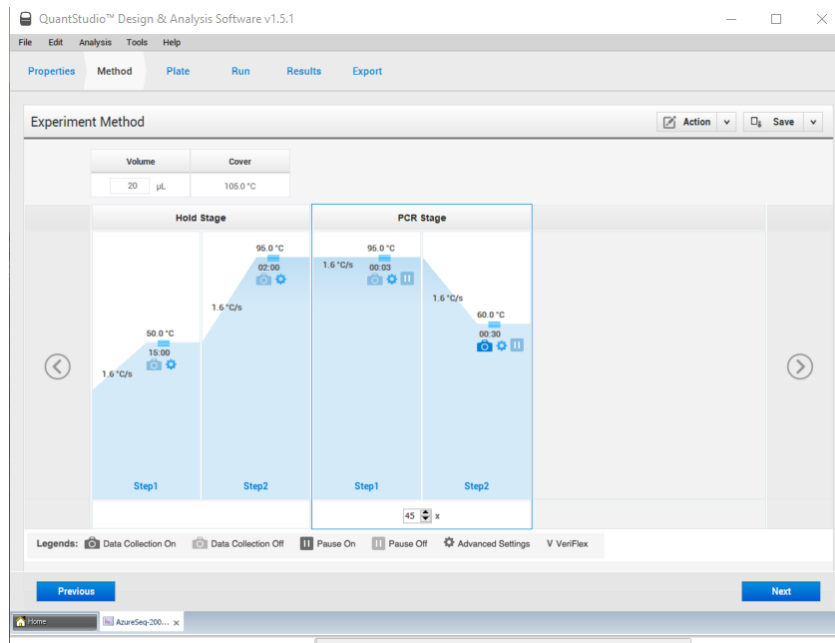 QuantStudio™ Design & Analysis Software v1.5.1
File Edit Analysis Tools Help
Properties Method Plate Run Results Export
Experiment Method
Action
Save
Volume Cover
20 µL 105.0 °C
Hold Stage PCR Stage
95.0 °C 95.0 °C
02:00 1.6 °C/s 00:03
1.6 °C/s 1.6 °C/s
60.0 °C
50.0 °C 00:30
15:00
1.6 °C/s
Step1 Step2 Step1 Step2
45 x
Legends: Data Collection On Data Collection Off Pause On Pause Off Advanced Settings V VeriFlex
Previous Next
Home AzureSeq-200... x